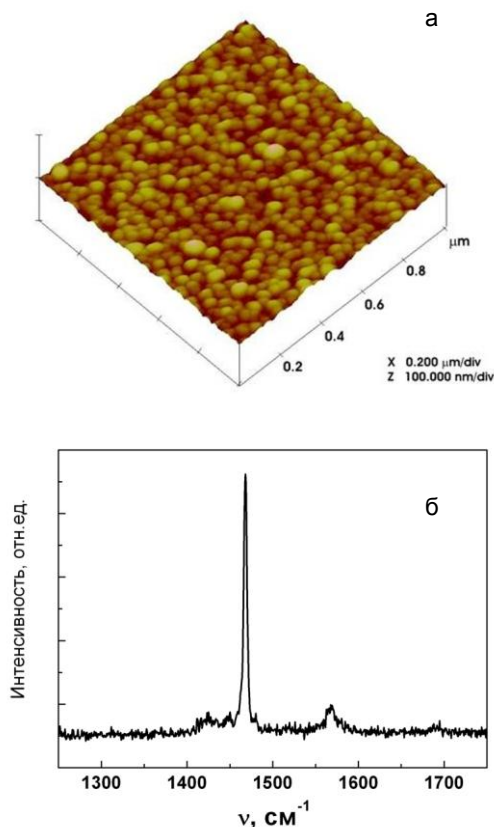 а
µm
0.8
0.6
0.4
0.2
X 0.200 µm/div
Z 100.000 nm/div
б
Интенсивность, отн.ед.
1300 1400 1500 1600 1700
ν, см⁻¹